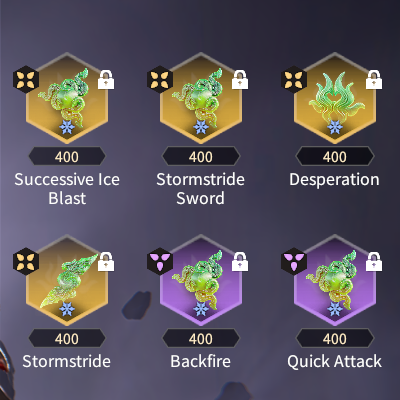 400
400
400
Successive Ice
Blast
Stormstride
Sword
Desperation
400
400
400
Stormstride
Backfire
Quick Attack